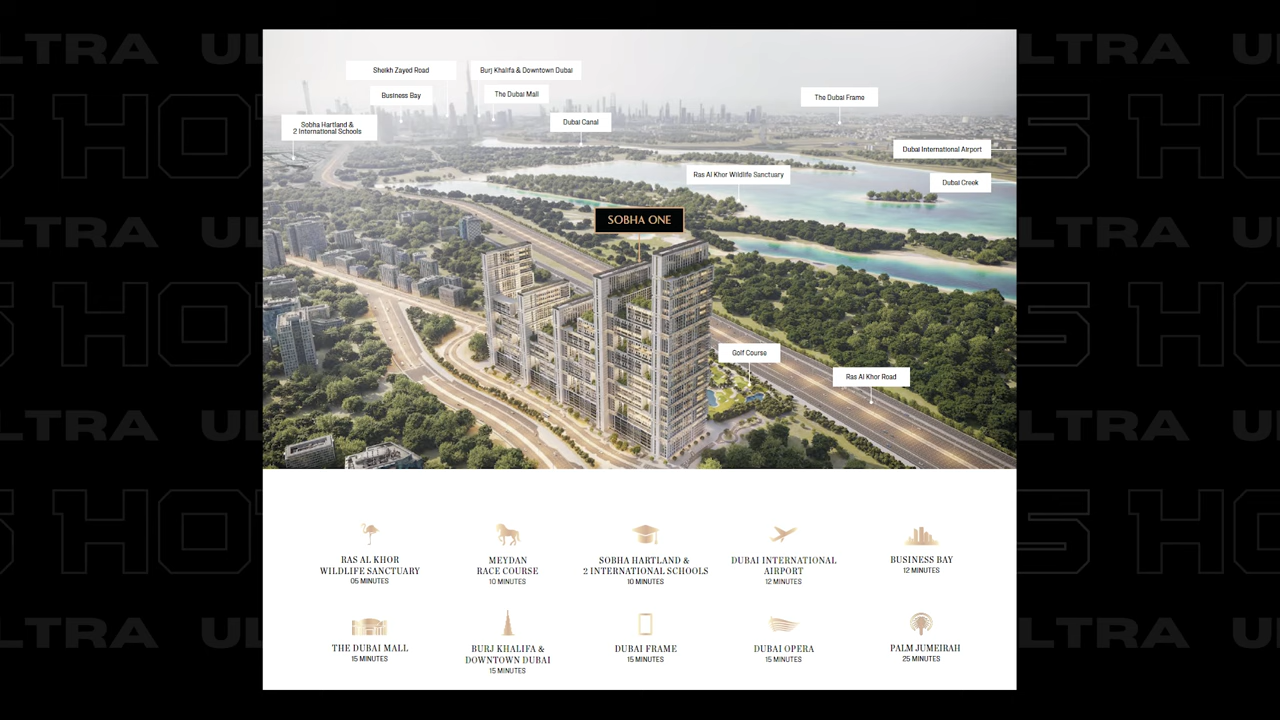 ULTRA
ULTRA
HOT
S HOT
Sheikh Zayed Road
Burj Khalifa & Downtown Dubai
Business Bay
The Dubai Mall
The Dubai Frame
Sobha Hartland &
2 International Schools
Dubai Canal
Dubai International Airport
Ras Al Khor Wildlife Sanctuary
Dubai Creek
SOBHA ONE
Golf Course
Ras Al Khor Road
RAS AL KHOR
WILDLIFE SANCTUARY
05 MINUTES
MEYDAN
RACE COURSE
10 MINUTES
SOBHA HARTLAND &
2 INTERNATIONAL SCHOOLS
10 MINUTES
DUBAI INTERNATIONAL
AIRPORT
12 MINUTES
BUSINESS BAY
12 MINUTES
THE DUBAI MALL
15 MINUTES
BURJ KHALIFA &
DOWNTOWN DUBAI
15 MINUTES
DUBAI FRAME
15 MINUTES
DUBAI OPERA
15 MINUTES
PALM JUMEIRAH
25 MINUTES